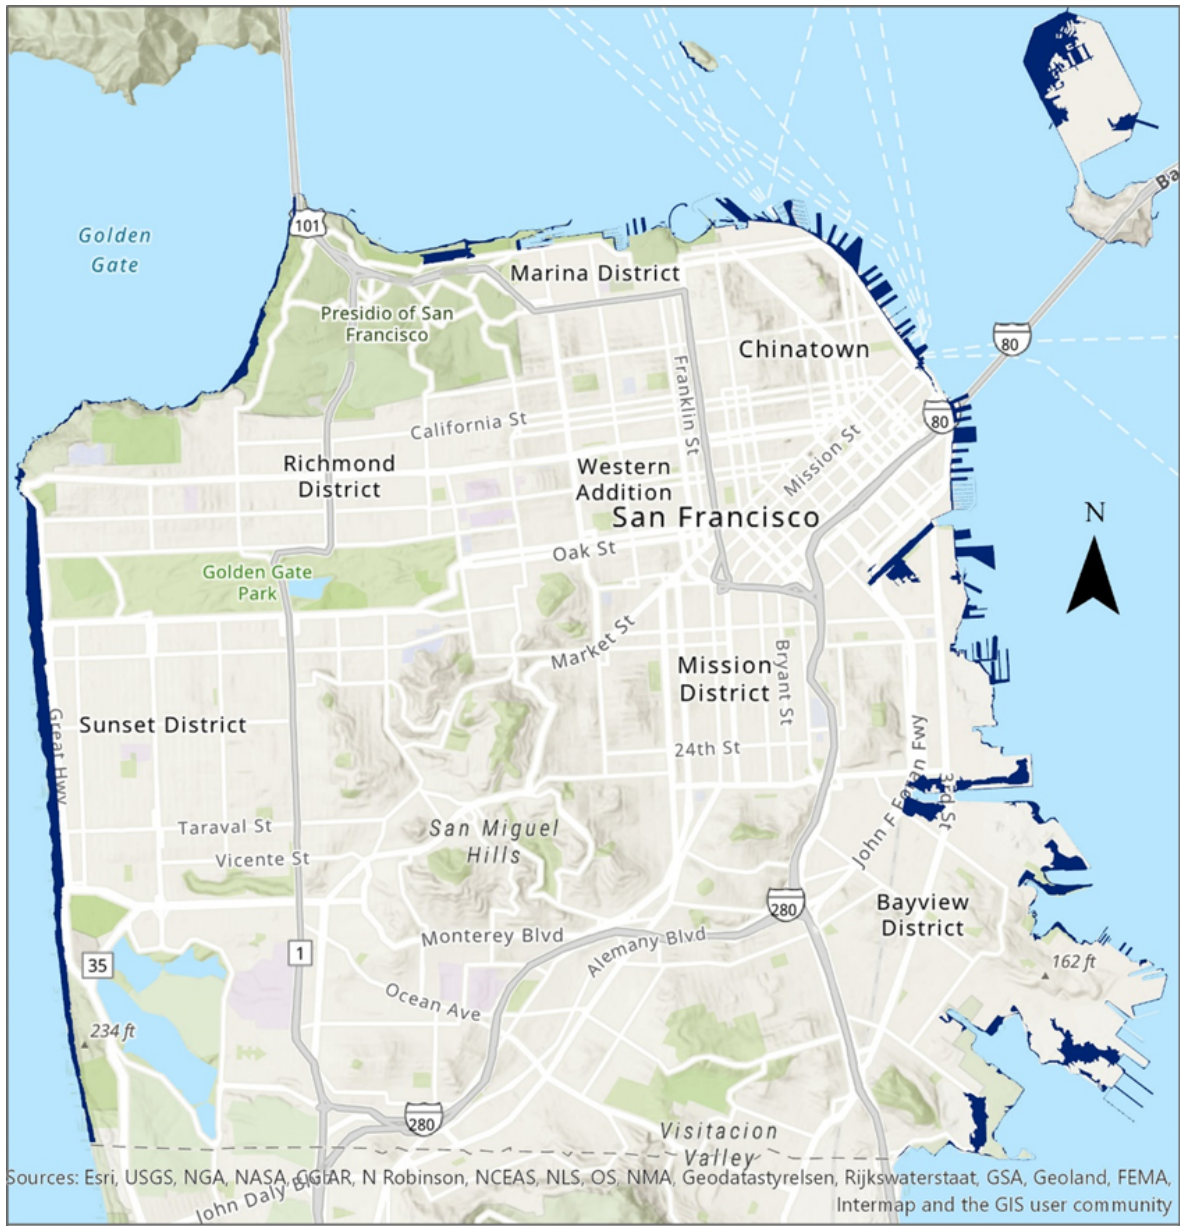 Ba
Golden
Gate
101
Marina District
Presidio of San
Francisco
80
Chinatown
Franklin St
80
California St
Mission St
Richmond
District
Western
Addition
San Francisco
N
Oak St
Golden Gate
Park
Market St
Bryant St
Mission
District
Sunset District
Great Hwy
24th St
John F Foran Fwy
3rd St
Taraval St
San Miguel
Hills
Vicente St
280
Bayview
District
Monterey Blvd
Alemany Blvd
1
35
162 ft
Ocean Ave
234 ft
280
Visitacion
Valley
Sources: Esri, USGS, NGA, NASA, CGIAR, N Robinson, NCEAS, NLS, OS, NMA, Geodatastyrelsen, Rijkswaterstaat, GSA, Geoland, FEMA,
Intermap and the GIS user community
John Daly Blvd